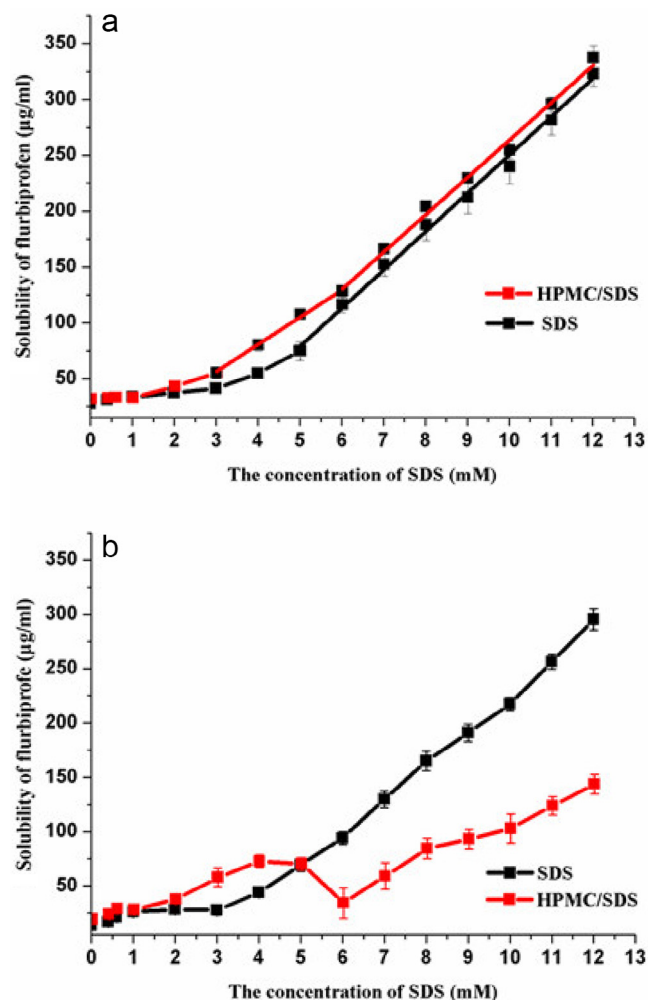 a
Solubility of flurbiprofen (µg/ml)
350
300
250
200
150
100
50
HPMC/SDS
SDS
0 1 2 3 4 5 6 7 8 9 10 11 12 13
The concentration of SDS (mM)
b
Solubility of flurbiprofc (µg/ml)
350
300
250
200
150
100
50
SDS
HPMC/SDS
0 1 2 3 4 5 6 7 8 9 10 11 12 13
The concentration of SDS (mM)